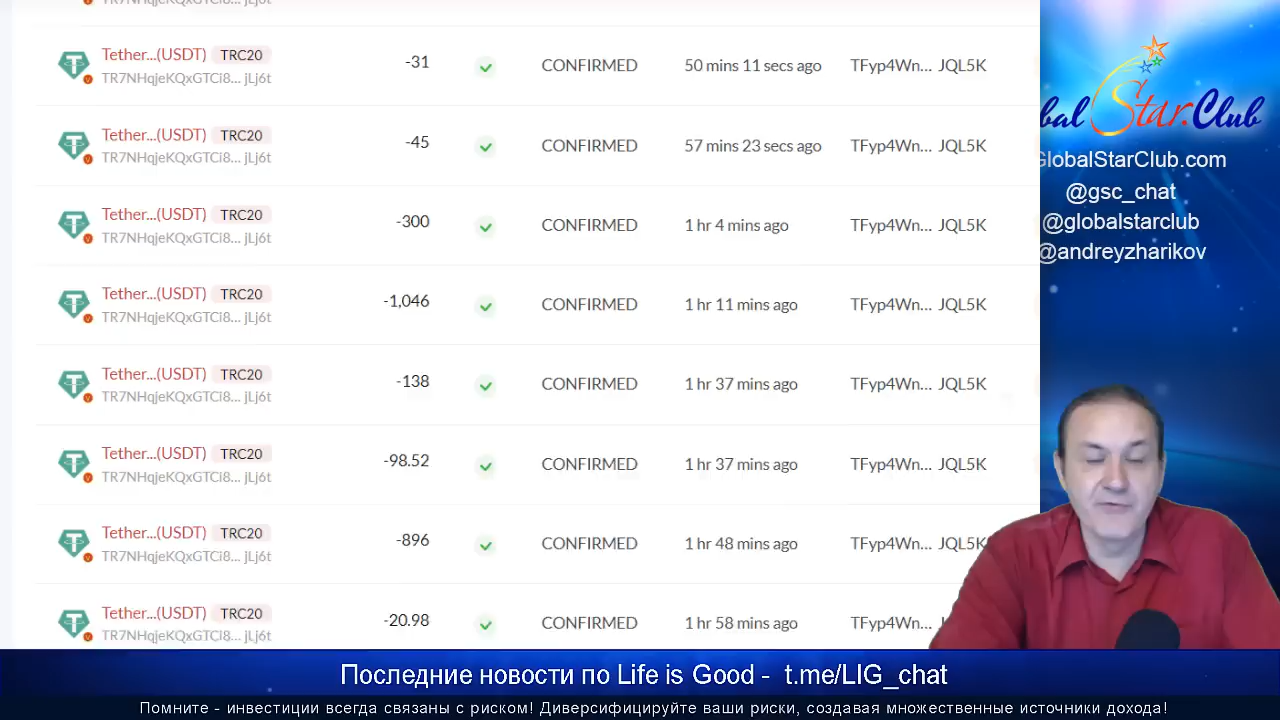 Tether...(USDT) TRC20 -31 CONFIRMED 50 mins 11 secs ago TFyp4Wn... JQL5K
TR7NHqjeKQxGTCi8... jLj6t
Tether...(USDT) TRC20 -45 CONFIRMED 57 mins 23 secs ago TFyp4Wn... JQL5K
TR7NHqjeKQxGTCi8... jLj6t
Tether...(USDT) TRC20 -300 CONFIRMED 1 hr 4 mins ago TFyp4Wn... JQL5K
TR7NHqjeKQxGTCi8... jLj6t
Tether...(USDT) TRC20 -1,046 CONFIRMED 1 hr 11 mins ago TFyp4Wn... JQL5K
TR7NHqjeKQxGTCi8... jLj6t
Tether...(USDT) TRC20 -138 CONFIRMED 1 hr 37 mins ago TFyp4Wn... JQL5K
TR7NHqjeKQxGTCi8... jLj6t
Tether...(USDT) TRC20 -98.52 CONFIRMED 1 hr 37 mins ago TFyp4Wn... JQL5K
TR7NHqjeKQxGTCi8... jLj6t
Tether...(USDT) TRC20 -896 CONFIRMED 1 hr 48 mins ago TFyp4Wn... JQL5K
TR7NHqjeKQxGTCi8... jLj6t
Tether...(USDT) TRC20 -20.98 CONFIRMED 1 hr 58 mins ago TFyp4Wn...
TR7NHqjeKQxGTCi8... jLj6t
bal Star.Club
GlobalStarClub.com
@gsc_chat
@globalstarclub
@andreyzharikov
Последние новости по Life is Good - t.me/LIG_chat
Помните - инвестиции всегда связаны с риском! Диверсифицируйте ваши риски, создавая множественные источники дохода!